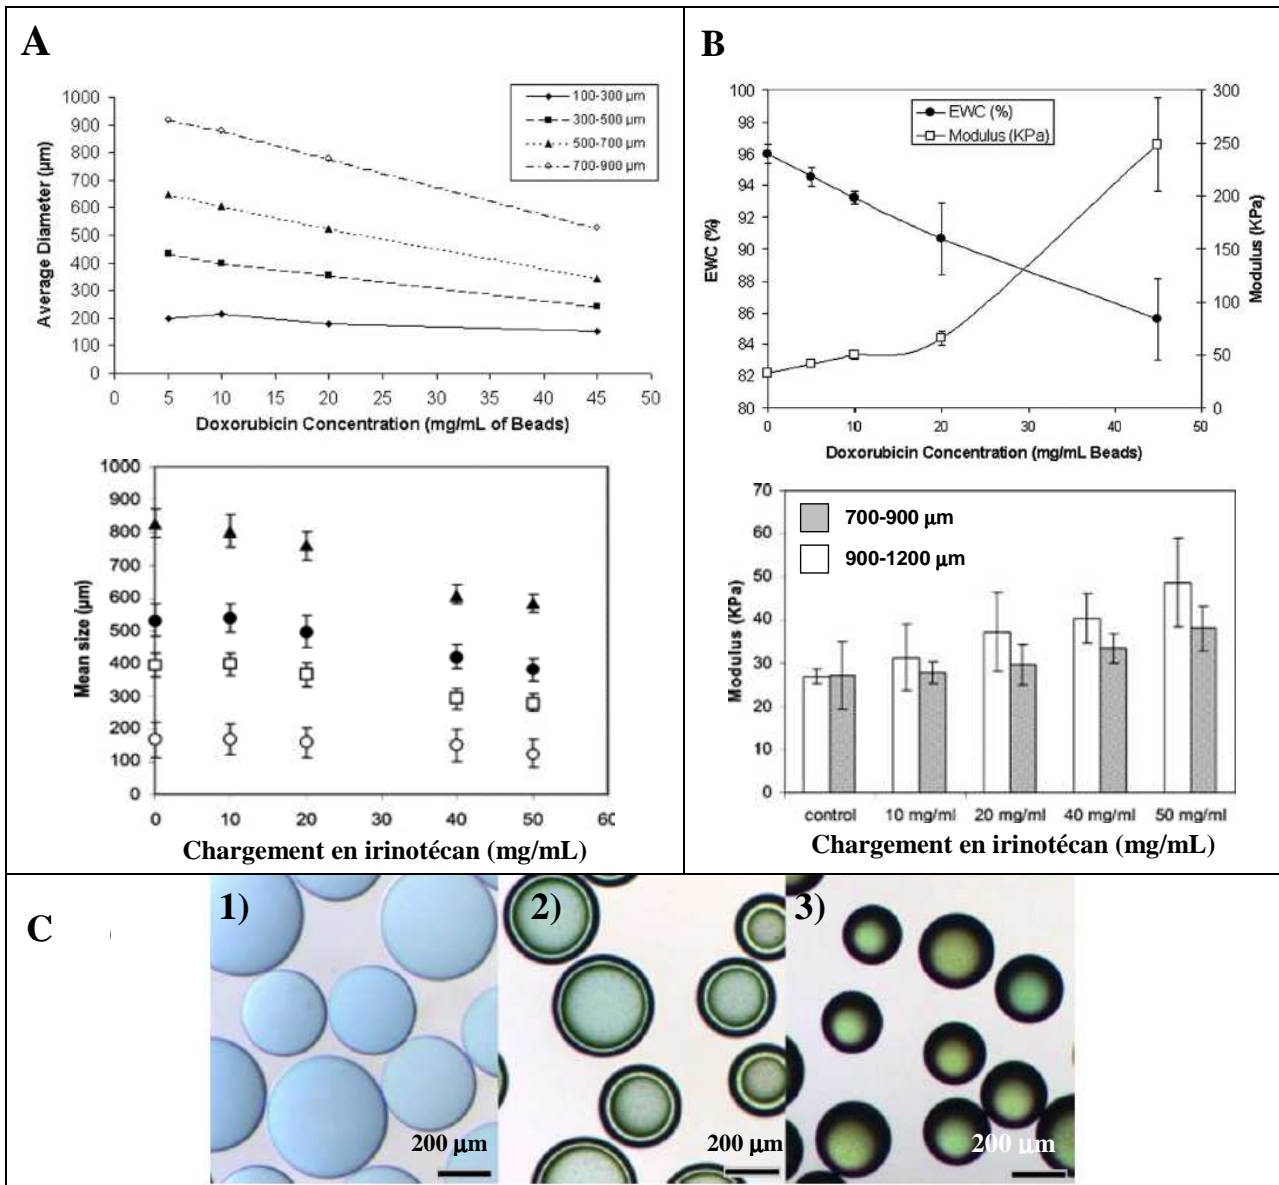 A
1000
900
800
700
600
500
400
300
200
100
0
Average Diameter (µm)
100-300 µm
300-500 µm
500-700 µm
700-900 µm
0 5 10 15 20 25 30 35 40 45 50
Doxorubicin Concentration (mg/mL of Beads)
1000
900
800
700
600
500
400
300
200
100
0
Mean size (µm)
0 10 20 30 40 50
Chargement en irinotécan (mg/mL)
B
100
98
96
94
92
90
88
86
84
82
80
EWC (%)
EWC (%)
Modulus (KPa)
300
250
200
150
100
50
0
Modulus (KPa)
0 10 20 30 40 50
Doxorubicin Concentration (mg/mL Beads)
70
60
50
40
30
20
10
0
Modulus (KPa)
700-900 µm
900-1200 µm
control 10 mg/ml 20 mg/ml 40 mg/ml 50 mg/ml
Chargement en irinotécan (mg/mL)
C
1) 2) 3)
200 µm 200 µm 200 µm